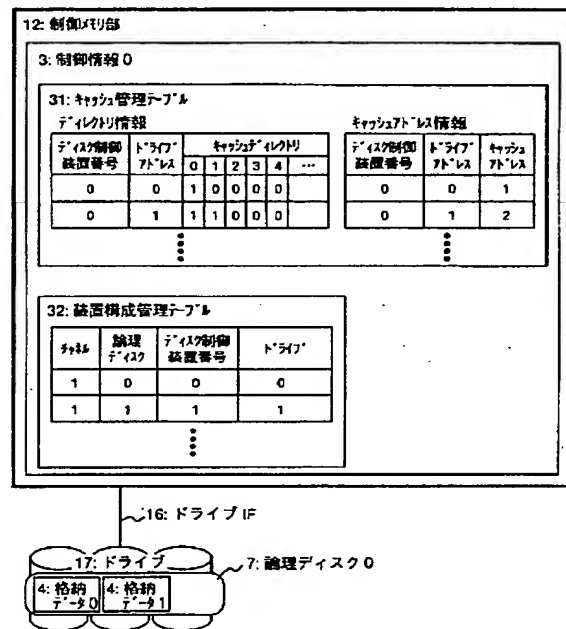 12: 制御メモリ部
3: 制御情報 0
31: キャッシュ管理テーブル
ディレクトリ情報
ディスク制御装置番号 ドライブアドレス キャッシュディレクトリ
0 1 2 3 4 …
0 0 1 0 0 0 0
0 1 1 1 0 0 0
キャッシュアドレス情報
ディスク制御装置番号 ドライブアドレス キャッシュアドレス
0 0 1
0 1 2
32: 装置構成管理テーブル
チャネル 論理ディスク ディスク制御装置番号 ドライブ
1 0 0 0
1 1 1 1
16: ドライブ IF
17: ドライブ
7: 論理ディスク 0
4: 格納データ 0
4: 格納データ 1